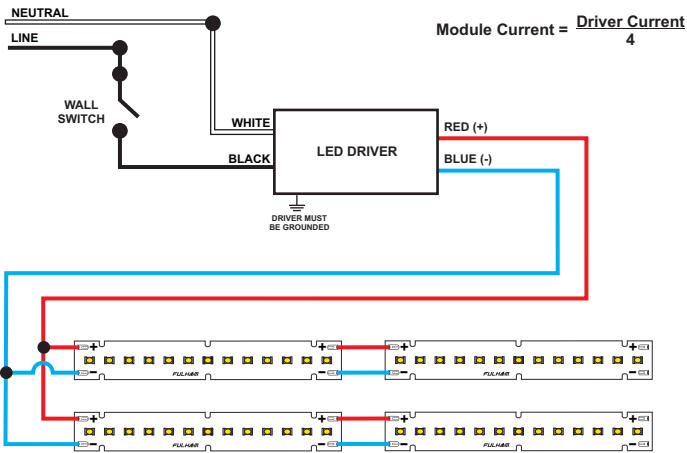 NEUTRAL
LINE
Module Current = Driver Current
4
WALL
SWITCH
WHITE
BLACK
LED DRIVER
RED (+)
BLUE (-)
DRIVER MUST
BE GROUNDED
+ + +  +
− − − −
FULHAM FULHAM
+ + + +
− − − −
FULHAM FULHAM